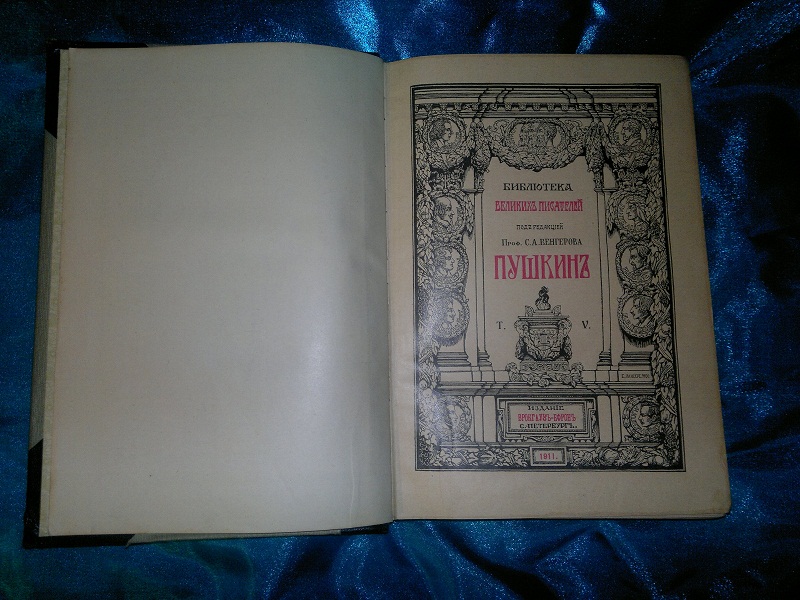 БИБЛІОТЕКА
ВЕЛИКИХЪ ПИСАТЕЛЕЙ
ПОДЪ РЕДАКЦІЕЙ
Проф. С.А.ВЕНГЕРОВА
ПУШКИНЪ
Т. V.
ИЗДАНІЕ
БРОКГАУЗЪ-ЕФРОНЪ
С.-ПЕТЕРБУРГЪ.
1911.